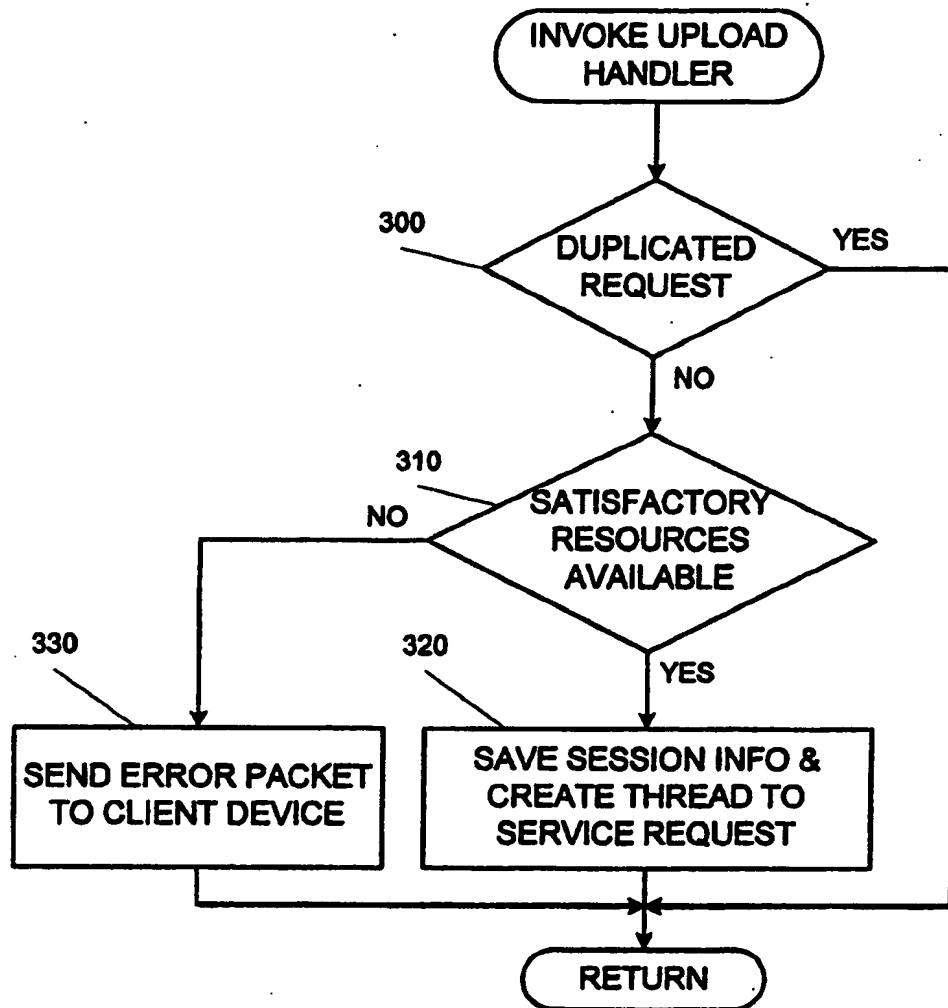 INVOKE UPLOAD
HANDLER
300
DUPLICATED
REQUEST
YES
NO
310
SATISFACTORY
RESOURCES
AVAILABLE
NO
YES
330
SEND ERROR PACKET
TO CLIENT DEVICE
320
SAVE SESSION INFO &
CREATE THREAD TO
SERVICE REQUEST
RETURN